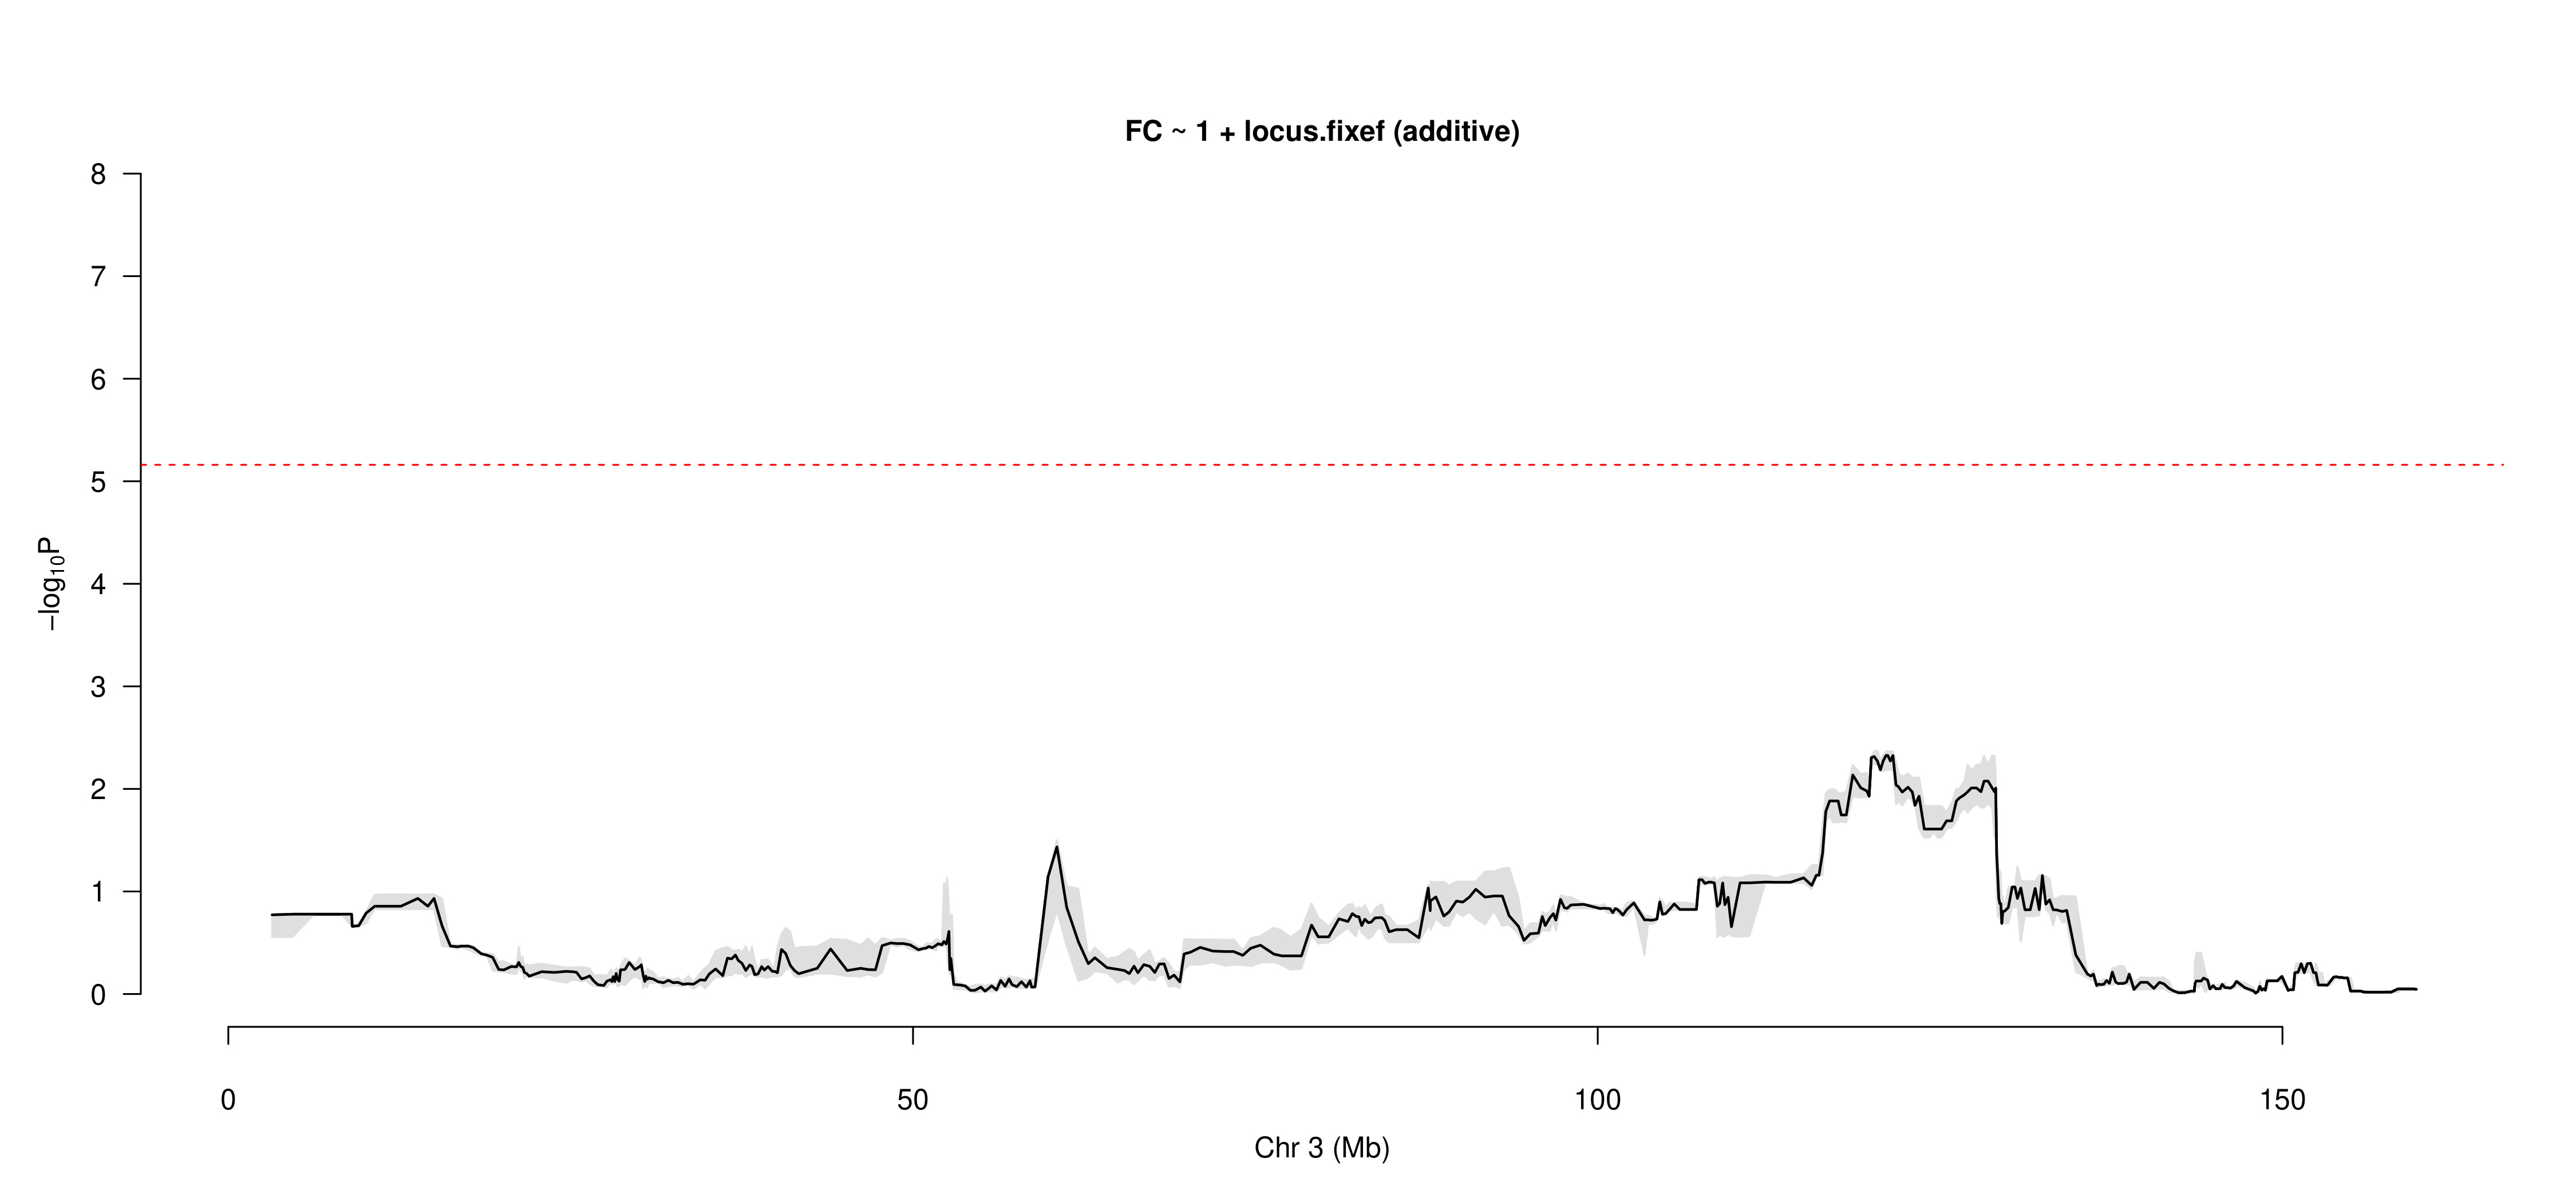 FC ~ 1 + locus.fixef (additive)
8
7
6
5
4
3
2
1
0
−log10P
0 50 100 150
Chr 3 (Mb)